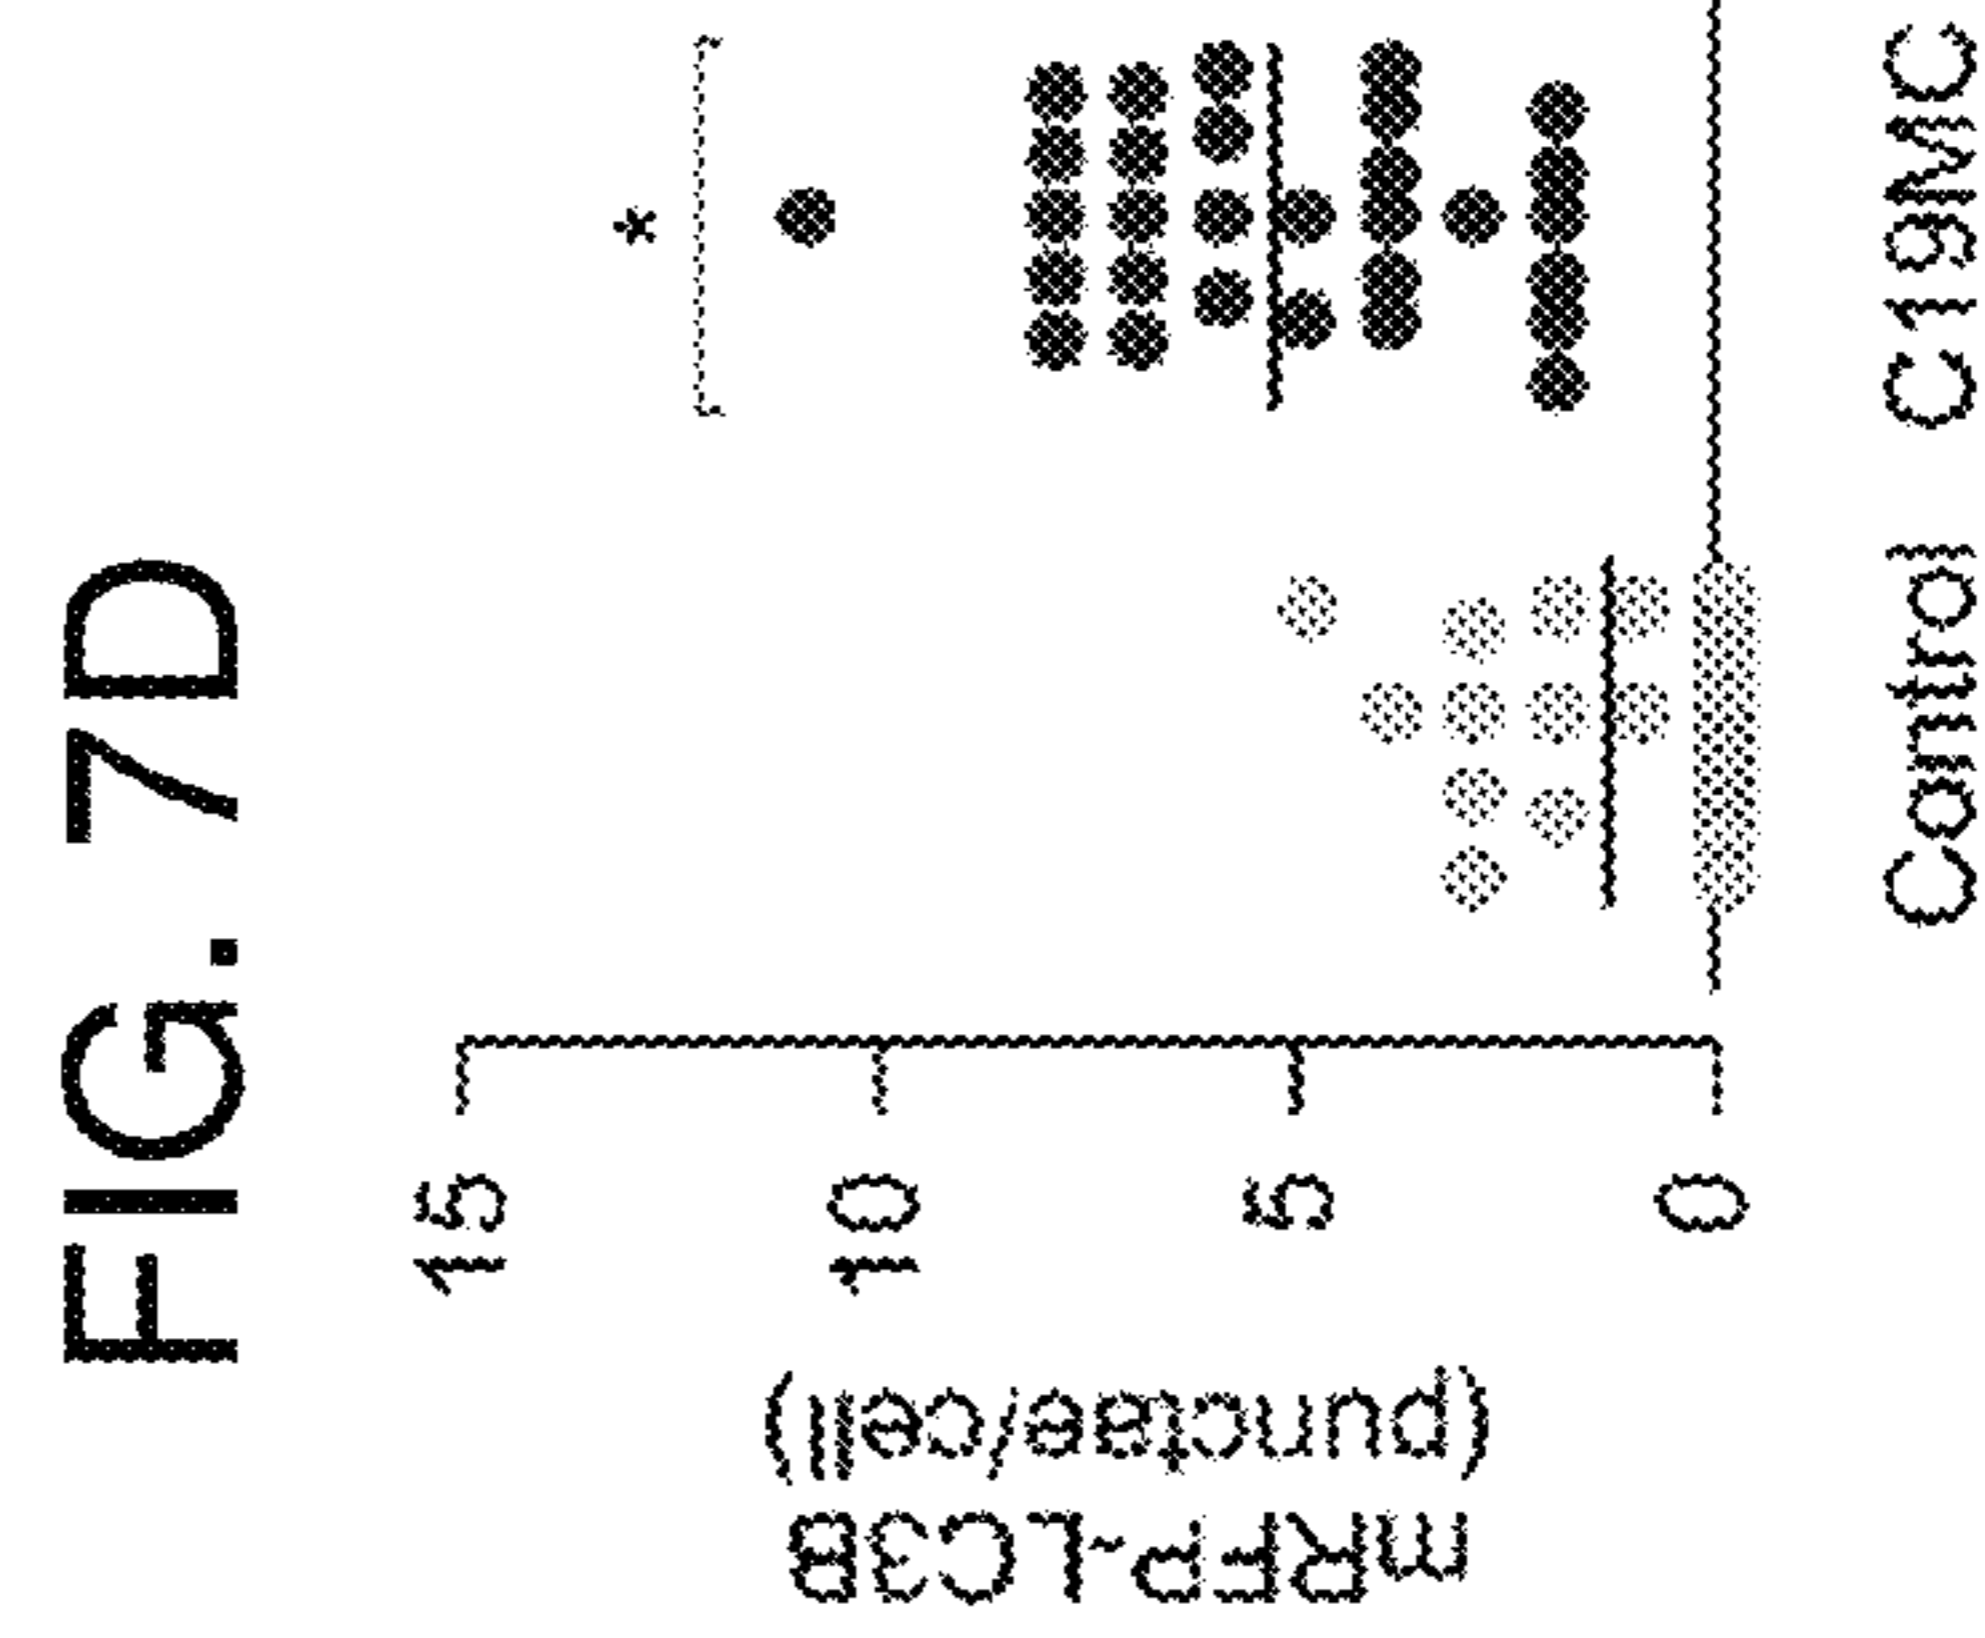 FIG. 7D
mRFP-LC3B
(punctae/cell)
15
10
5
0
*
Control C19MC